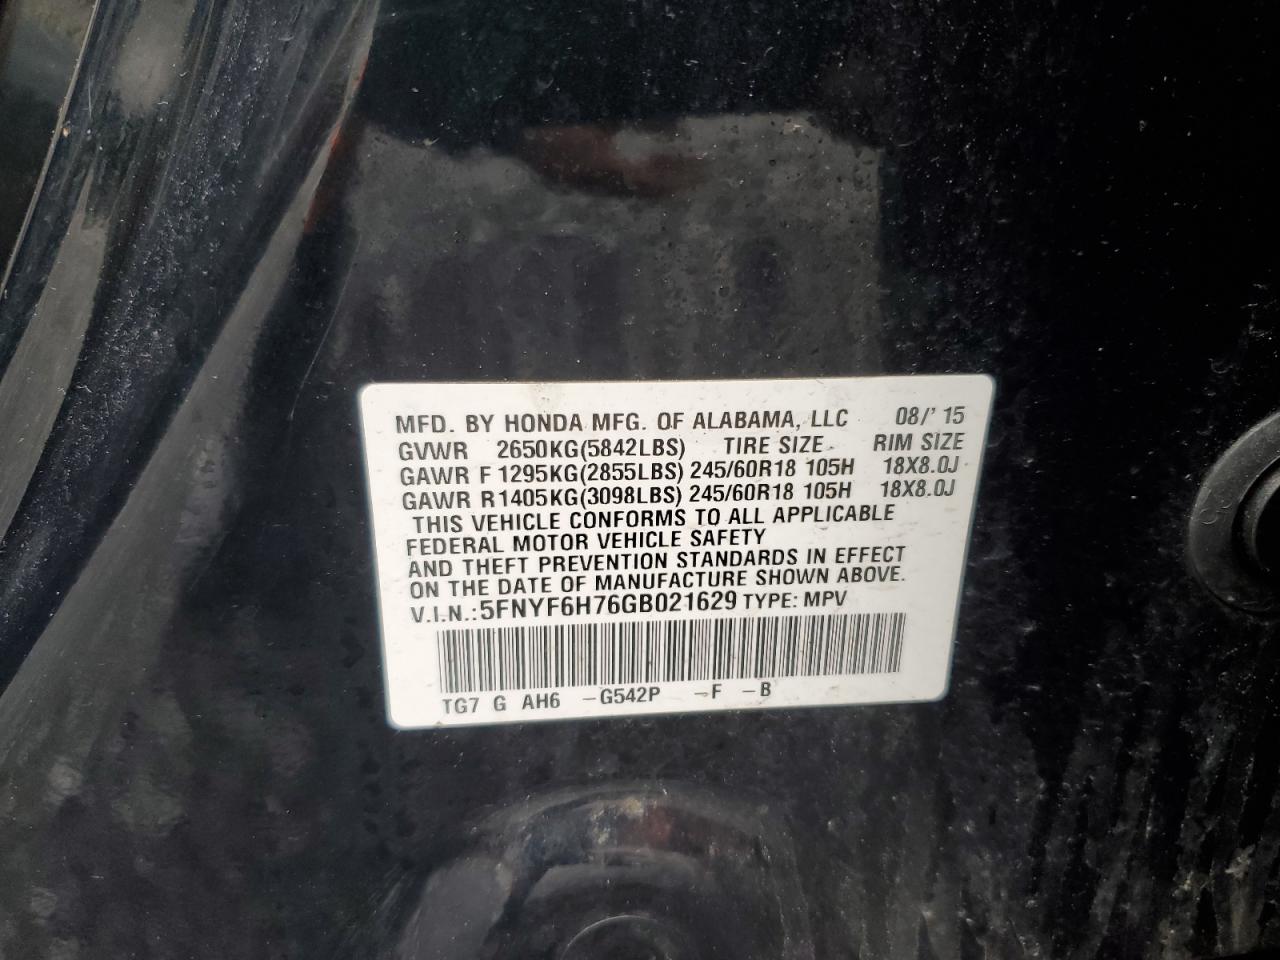 MFD. BY HONDA MFG. OF ALABAMA, LLC 08/'15
GVWR 2650KG(5842LBS) TIRE SIZE RIM SIZE
GAWR F 1295KG(2855LBS) 245/60R18 105H 18X8.0J
GAWR R 1405KG(3098LBS) 245/60R18 105H 18X8.0J
THIS VEHICLE CONFORMS TO ALL APPLICABLE
FEDERAL MOTOR VEHICLE SAFETY
AND THEFT PREVENTION STANDARDS IN EFFECT
ON THE DATE OF MANUFACTURE SHOWN ABOVE.
V.I.N.:5FNYF6H76GB021629 TYPE: MPV
TG7 G AH6 -G542P -F -B